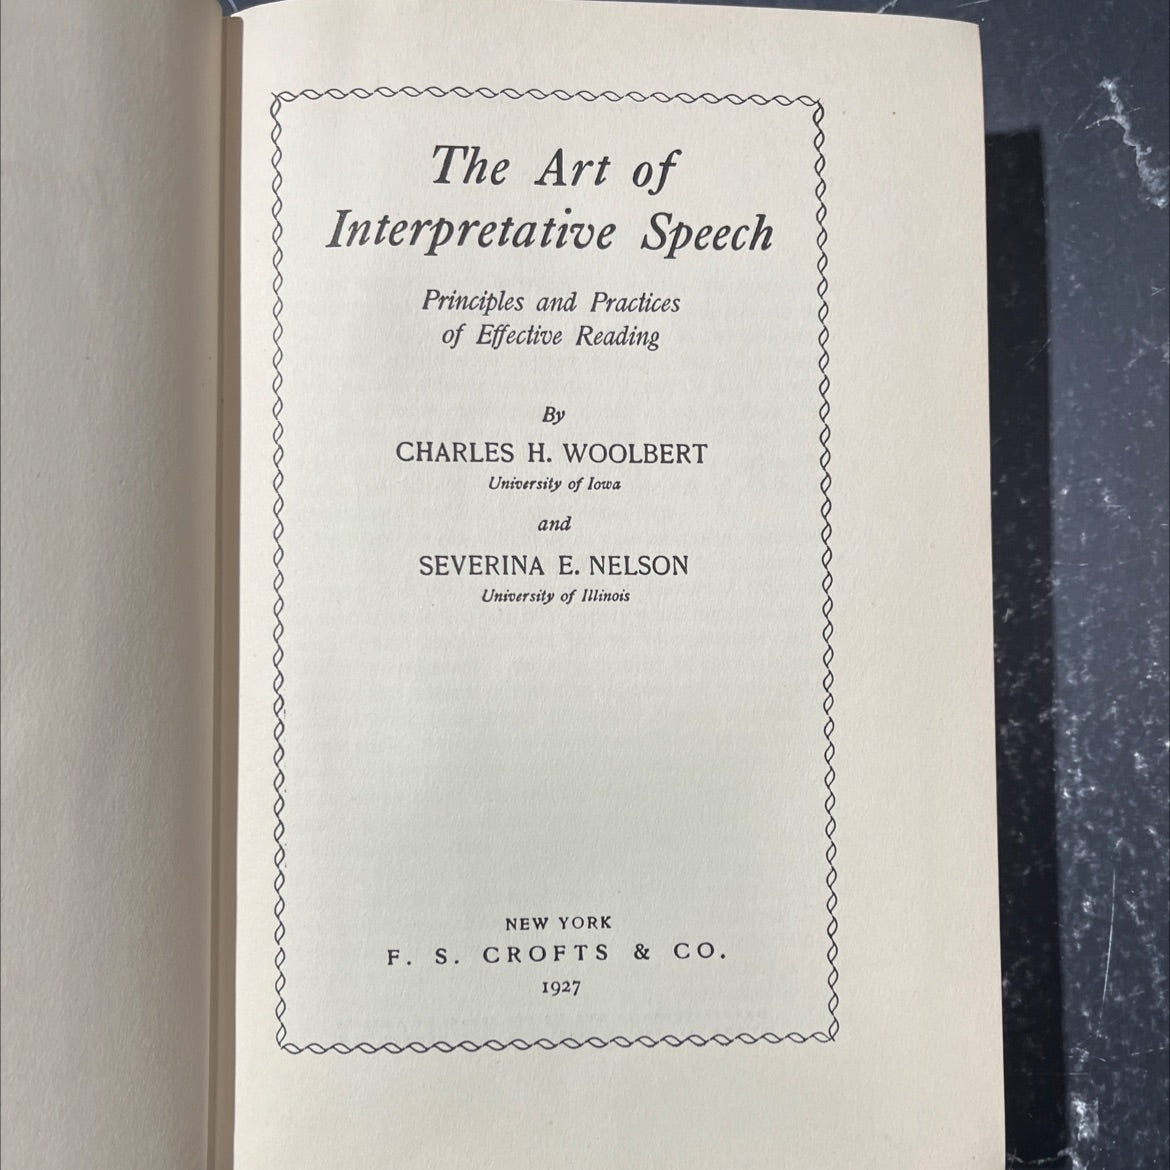 The Art of
Interpretative Speech
Principles and Practices
of Effective Reading
By
CHARLES H. WOOLBERT
University of Iowa
and
SEVERINA E. NELSON
University of Illinois
NEW YORK
F. S. CROFTS & CO.
1927